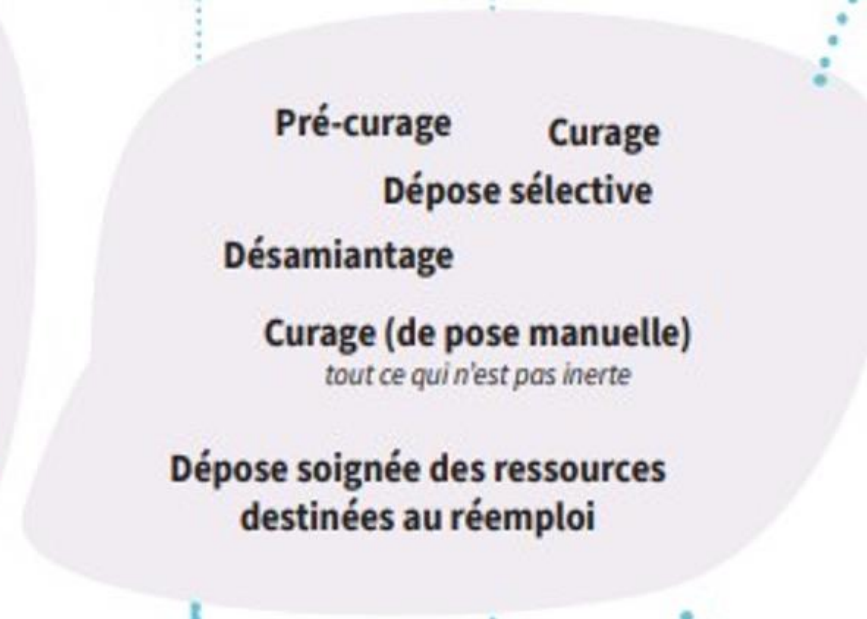 Pré-curage
Curage
Dépose sélective
Désamiantage
Curage (de pose manuelle)
tout ce qui n'est pas inerte
Dépose soignée des ressources
destinées au réemploi